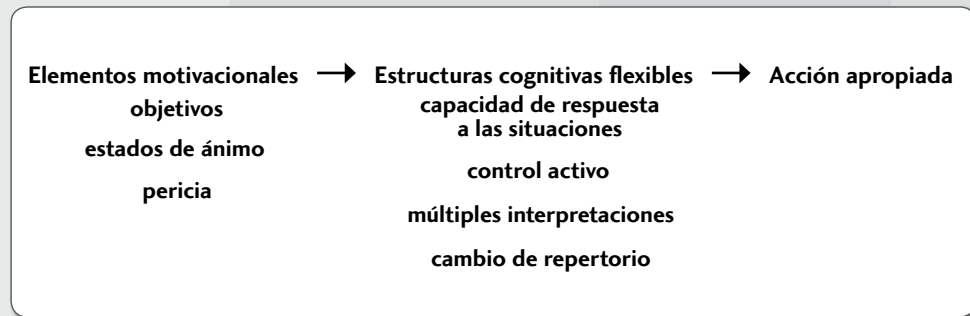 Elementos motivacionales → Estructuras cognitivas flexibles → Acción apropiada
objetivos
estados de ánimo
pericia
capacidad de respuesta
a las situaciones
control activo
múltiples interpretaciones
cambio de repertorio